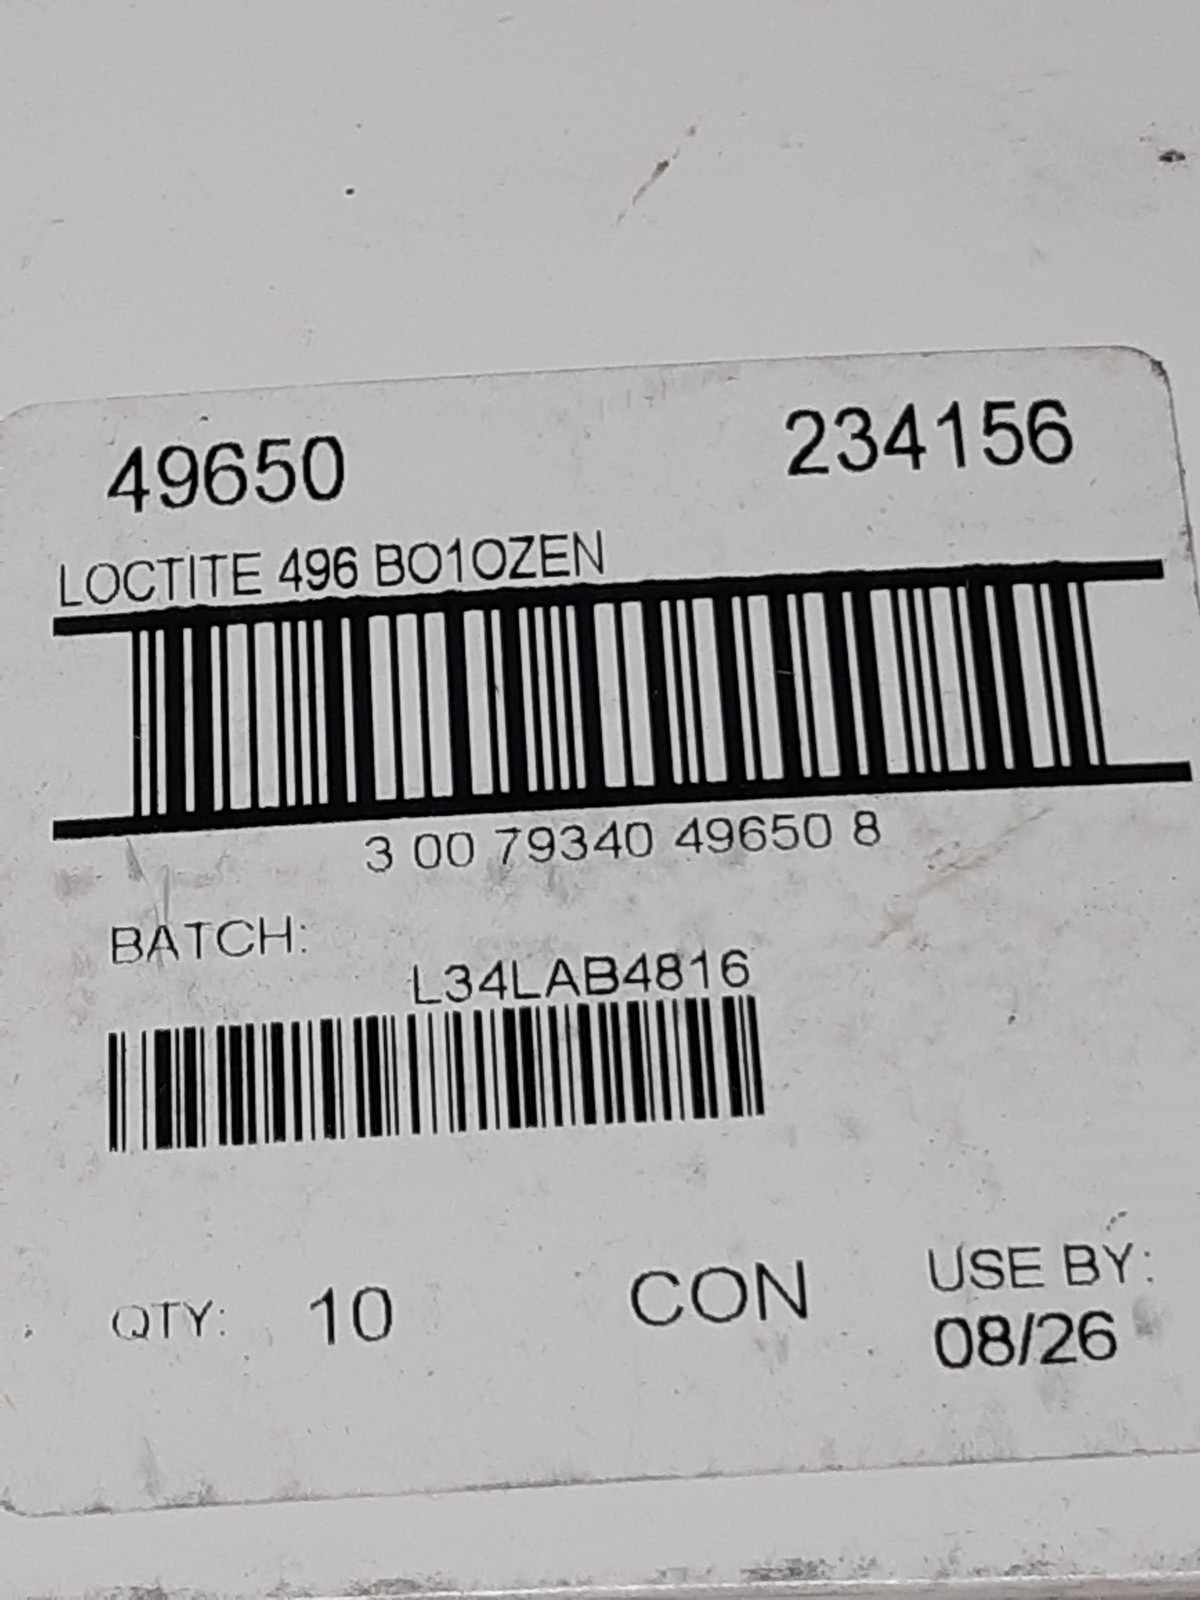 49650 234156
LOCTITE 496 BO1OZEN
3 00 79340 49650 8
BATCH:
L34LAB4816
QTY: 10 CON USE BY:
08/26